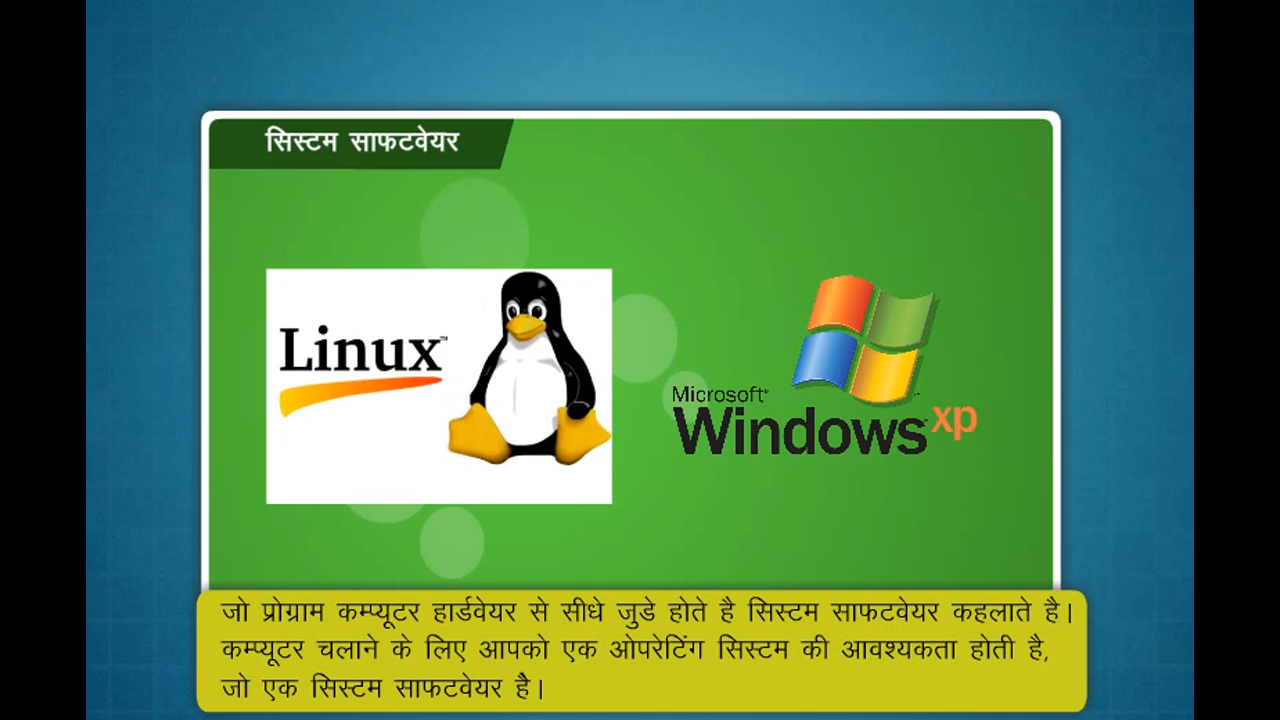 सिस्टम साफटवेयर
Linux™
Microsoft®
Windows xp
जो प्रोग्राम कम्प्यूटर हार्डवेयर से सीधे जुडे होते है सिस्टम साफटवेयर कहलाते है।
कम्प्यूटर चलाने के लिए आपको एक ओपरेटिंग सिस्टम की आवश्यकता होती है,
जो एक सिस्टम साफटवेयर है।